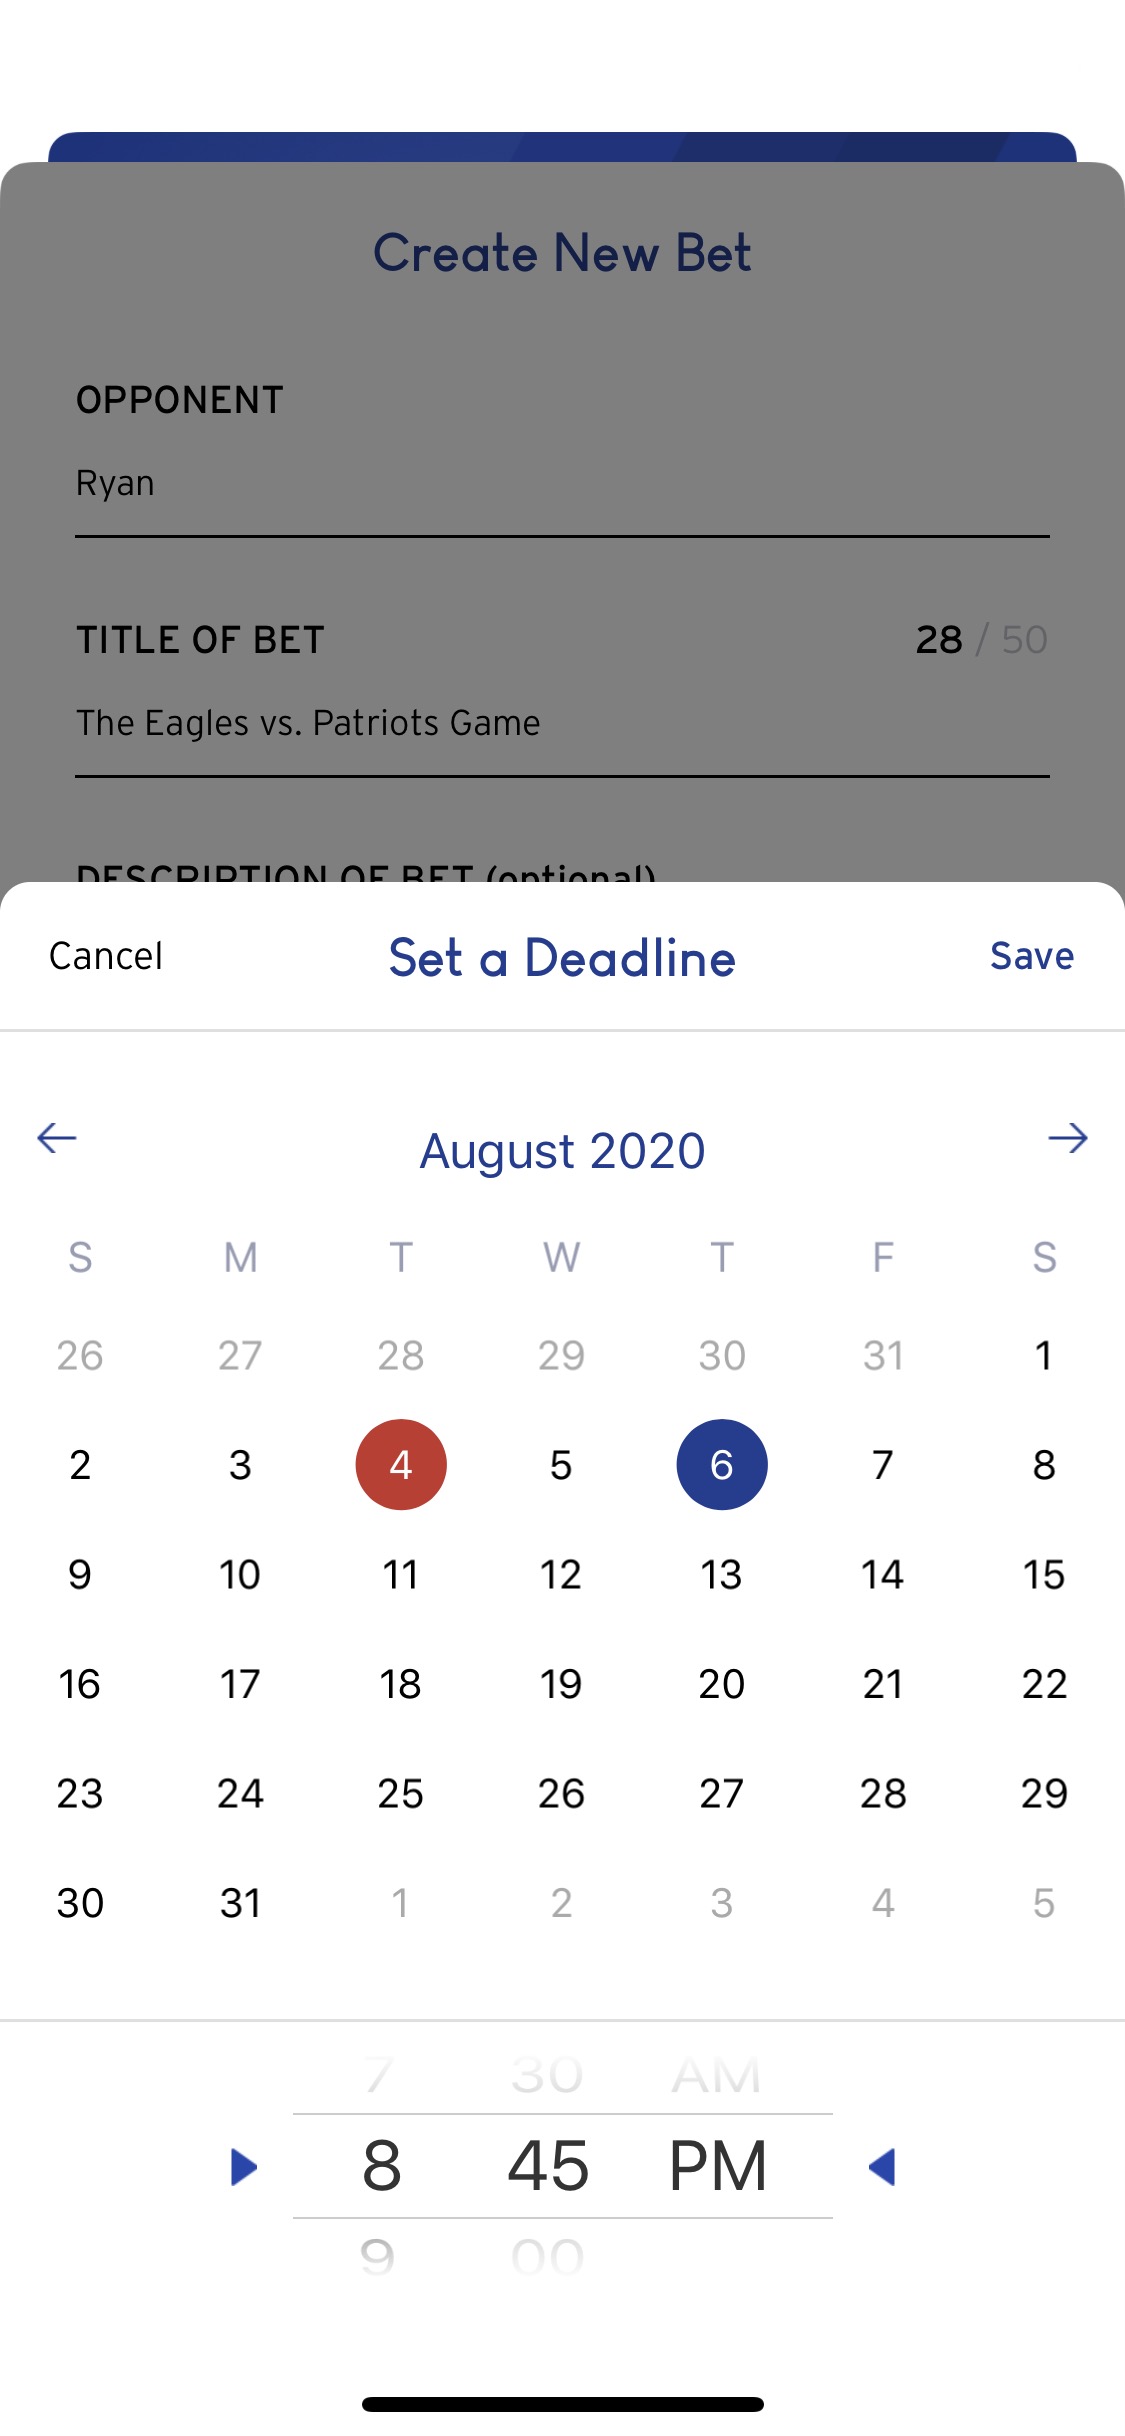 Create New Bet
OPPONENT
Ryan
TITLE OF BET 28 / 50
The Eagles vs. Patriots Game
DESCRIPTION OF BET (optional)
Cancel Set a Deadline Save
August 2020
S M T W T F S
26 27 28 29 30 31 1
2 3 4 5 6 7 8
9 10 11 12 13 14 15
16 17 18 19 20 21 22
23 24 25 26 27 28 29
30 31 1 2 3 4 5
7 30 AM
8 45 PM
9 00